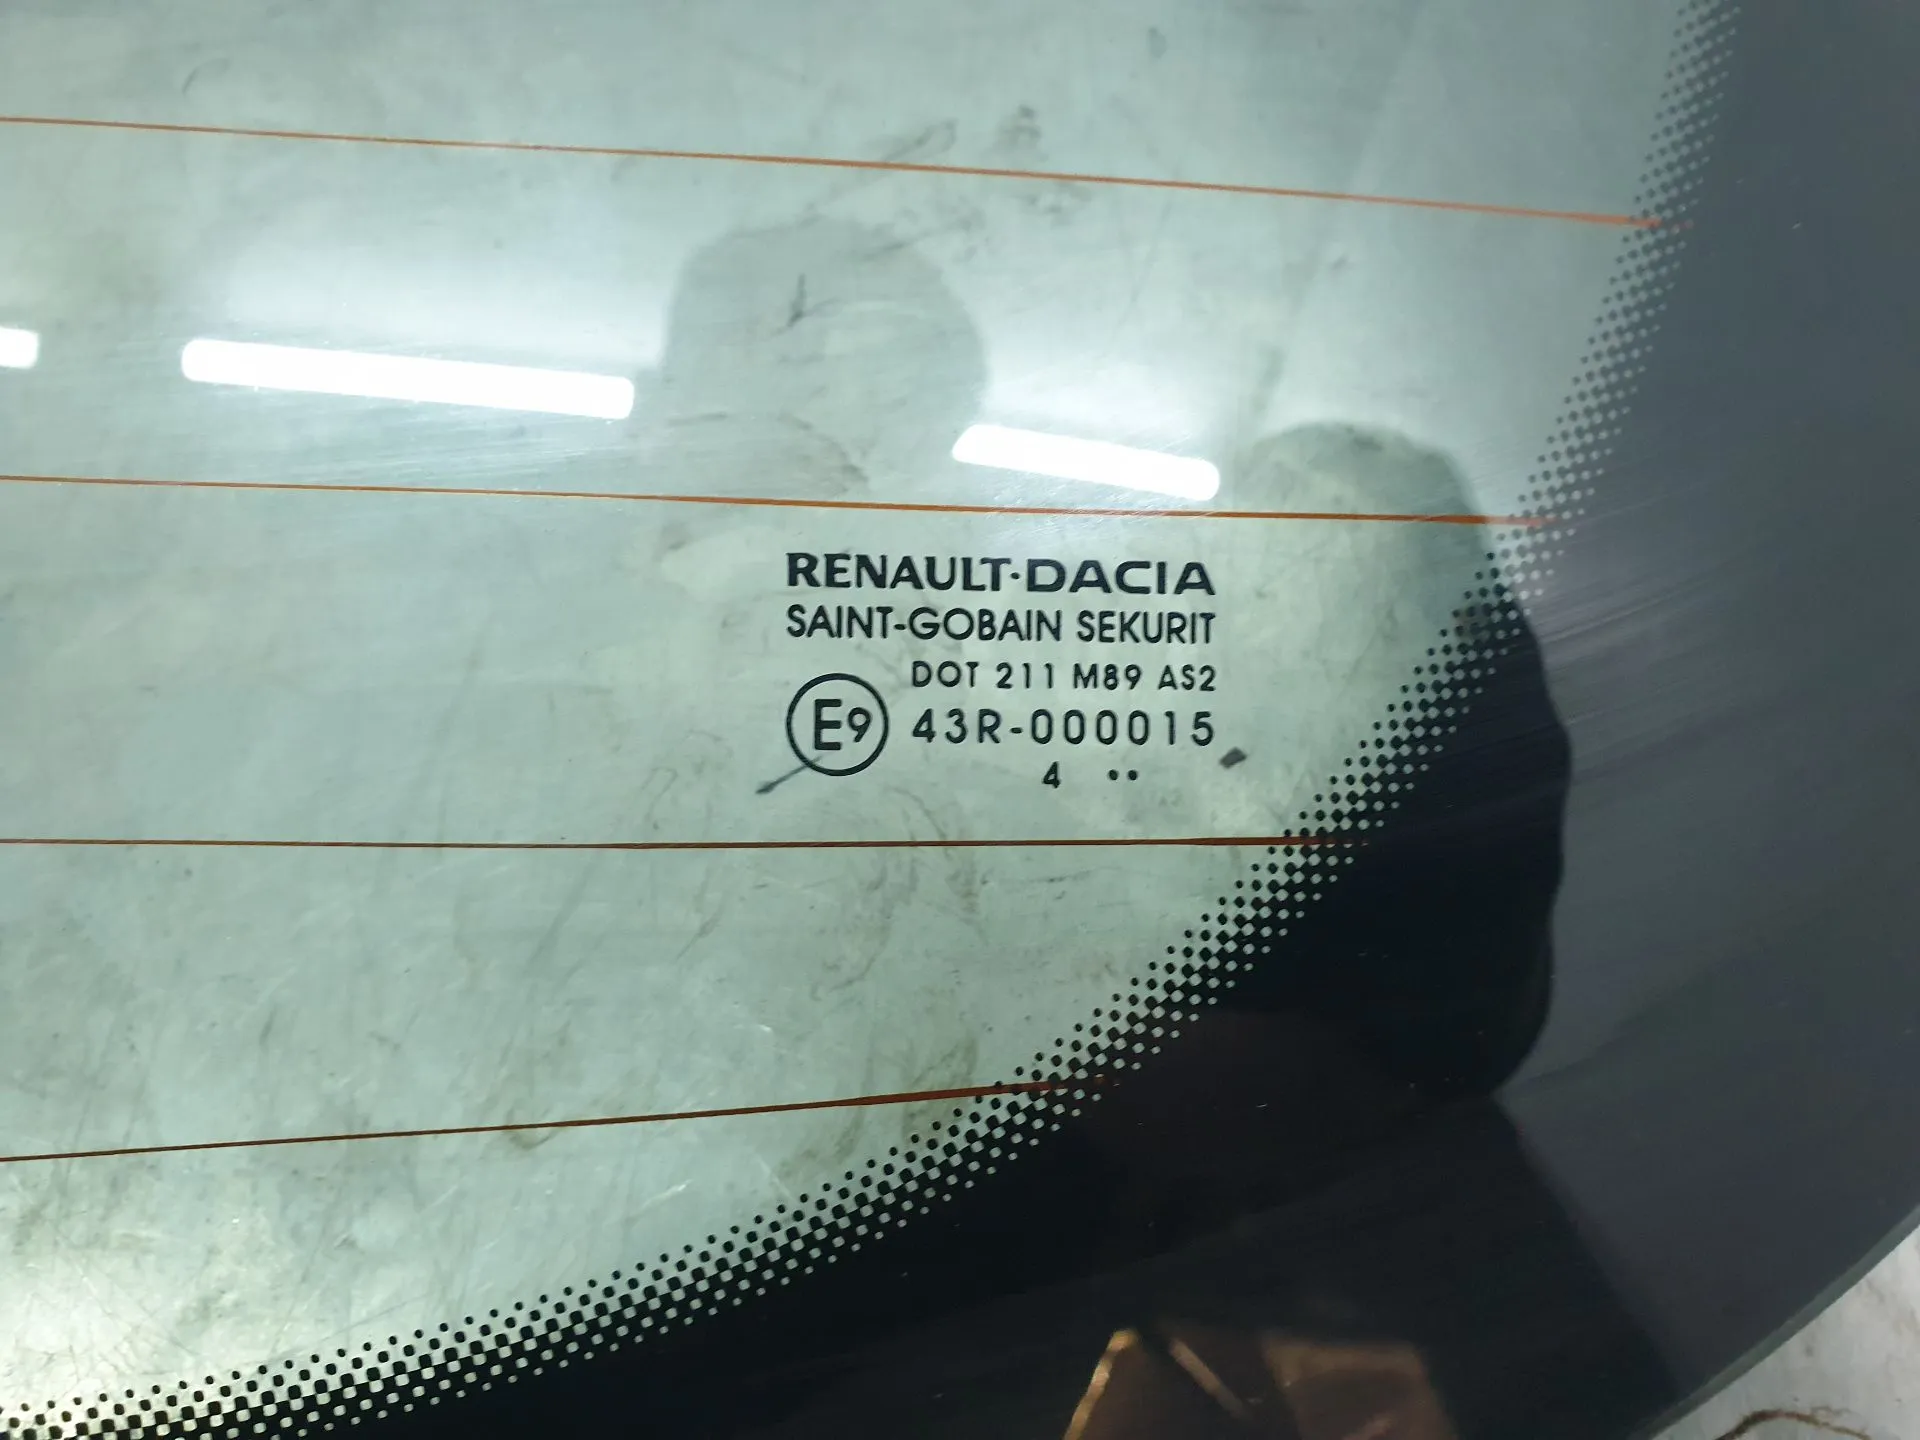 RENAULT·DACIA
SAINT-GOBAIN SEKURIT
DOT 211 M89 AS2
E9 43R-000015
4 ••